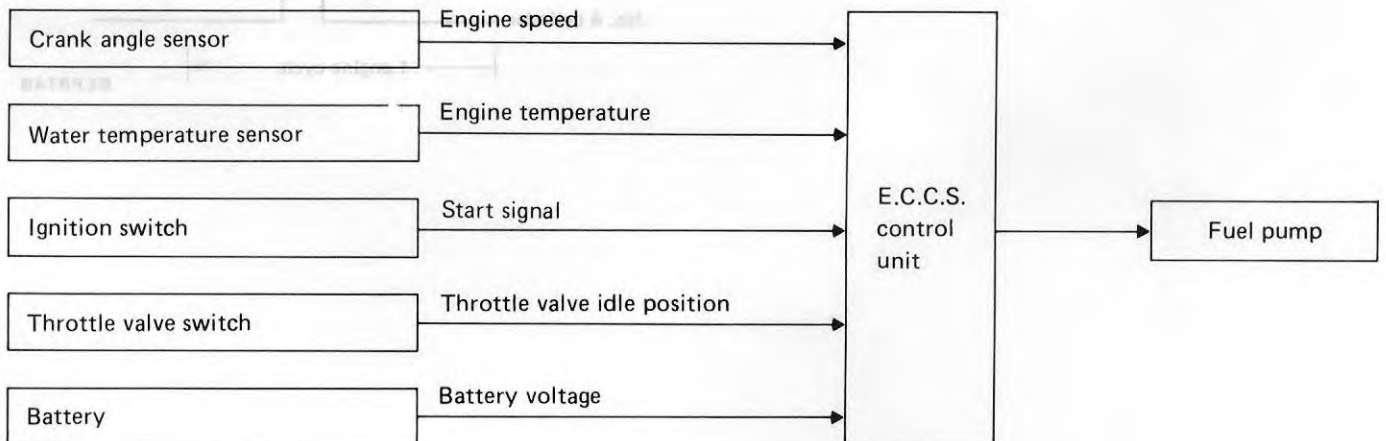 Crank angle sensor
Engine speed
Water temperature sensor
Engine temperature
Ignition switch
Start signal
Throttle valve switch
Throttle valve idle position
Battery
Battery voltage
E.C.C.S.
control
unit
Fuel pump